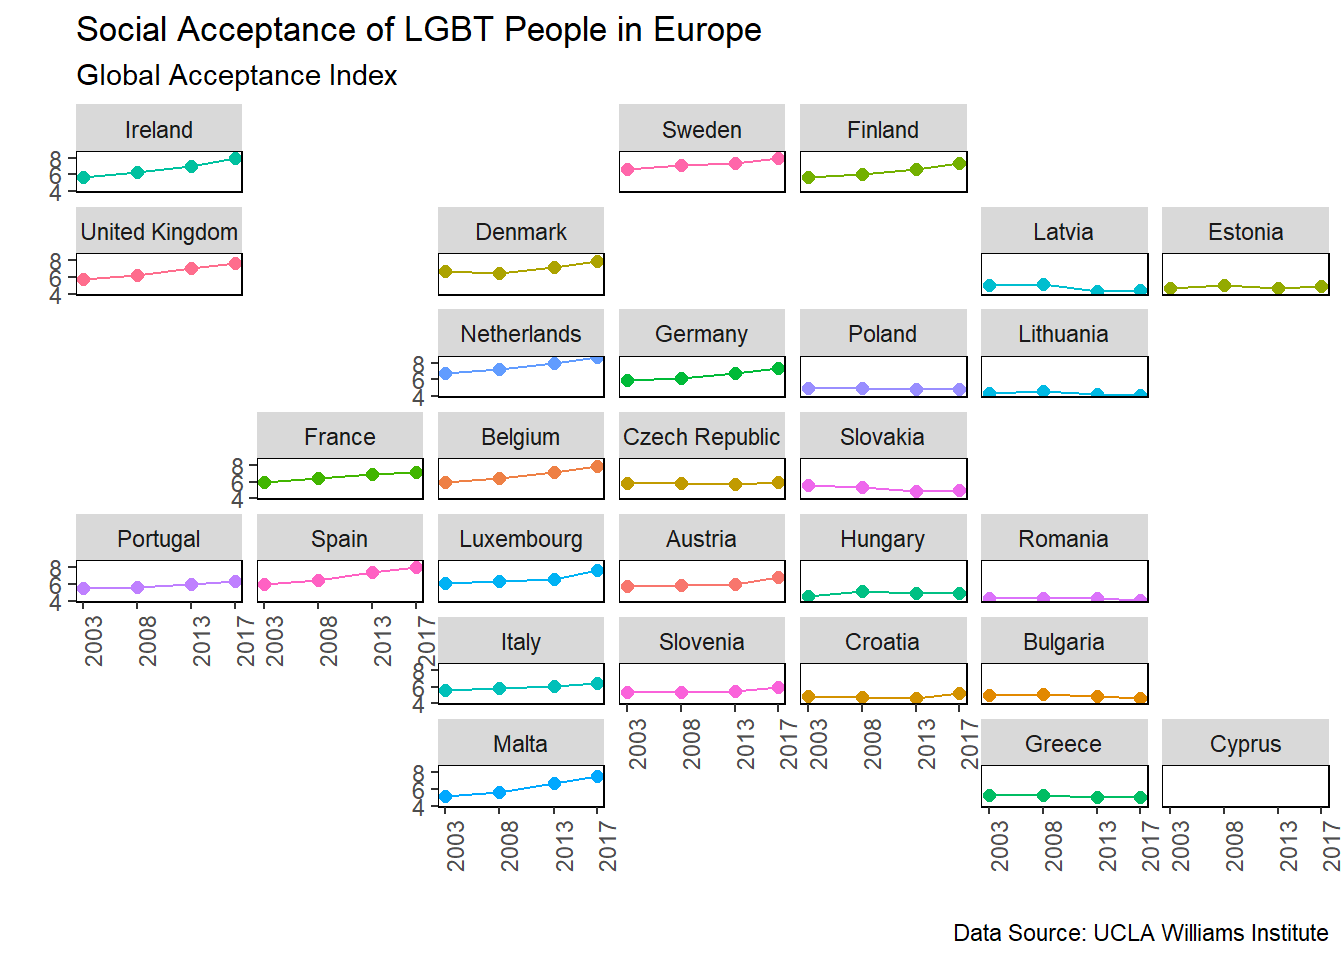 Social Acceptance of LGBT People in Europe
Global Acceptance Index
Ireland Sweden Finland
8
6
4
United Kingdom Denmark Latvia Estonia
8
6
4
Netherlands Germany Poland Lithuania
8
6
4
France Belgium Czech Republic Slovakia
8
6
4
Portugal Spain Luxembourg Austria Hungary Romania
8
6
4
2003 2008 2013 2017 2003 2008 2013 2017
Italy Slovenia Croatia Bulgaria
8
6
4
2003 2008 2013 2017 2003 2008 2013 2017
Malta Greece Cyprus
8
6
4
2003 2008 2013 2017 2003 2008 2013 2017 2003 2008 2013 2017
Data Source: UCLA Williams Institute